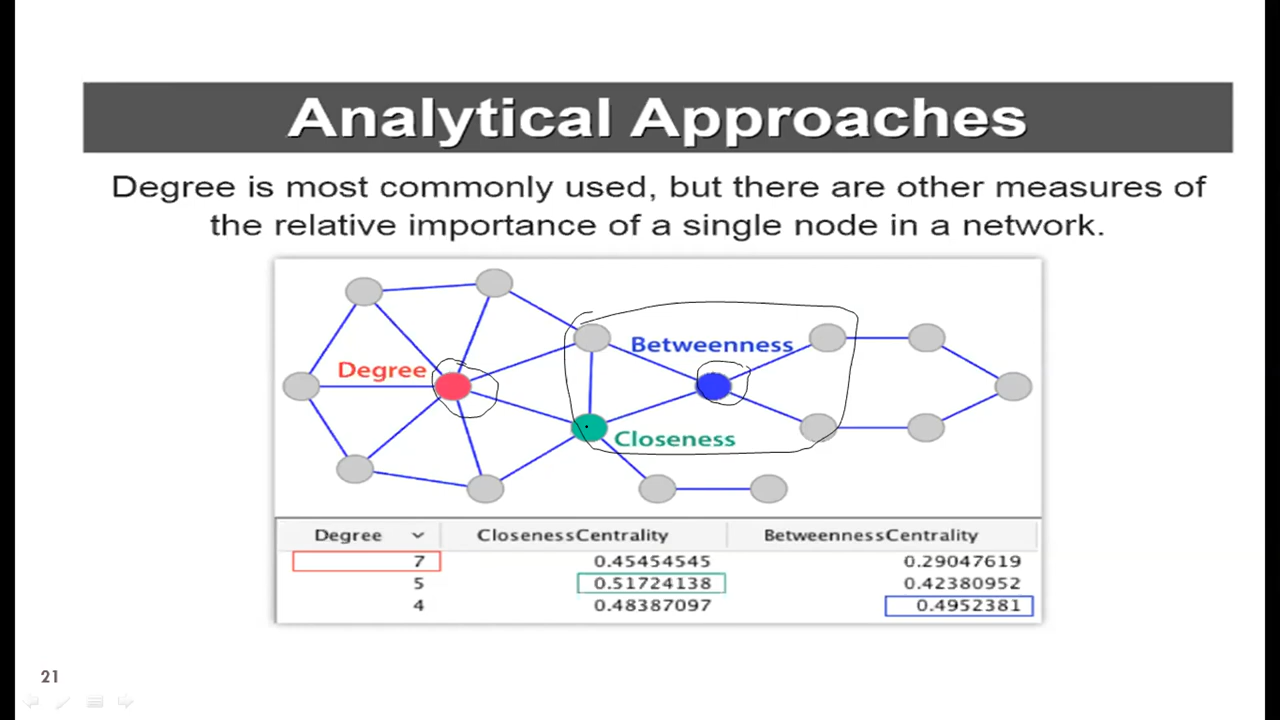 Analytical Approaches
Degree is most commonly used, but there are other measures of
the relative importance of a single node in a network.
Betweenness
Degree
Closeness
Degree ClosenessCentrality BetweennessCentrality
7 0.45454545 0.29047619
5 0.51724138 0.42380952
4 0.48387097 0.4952381
21